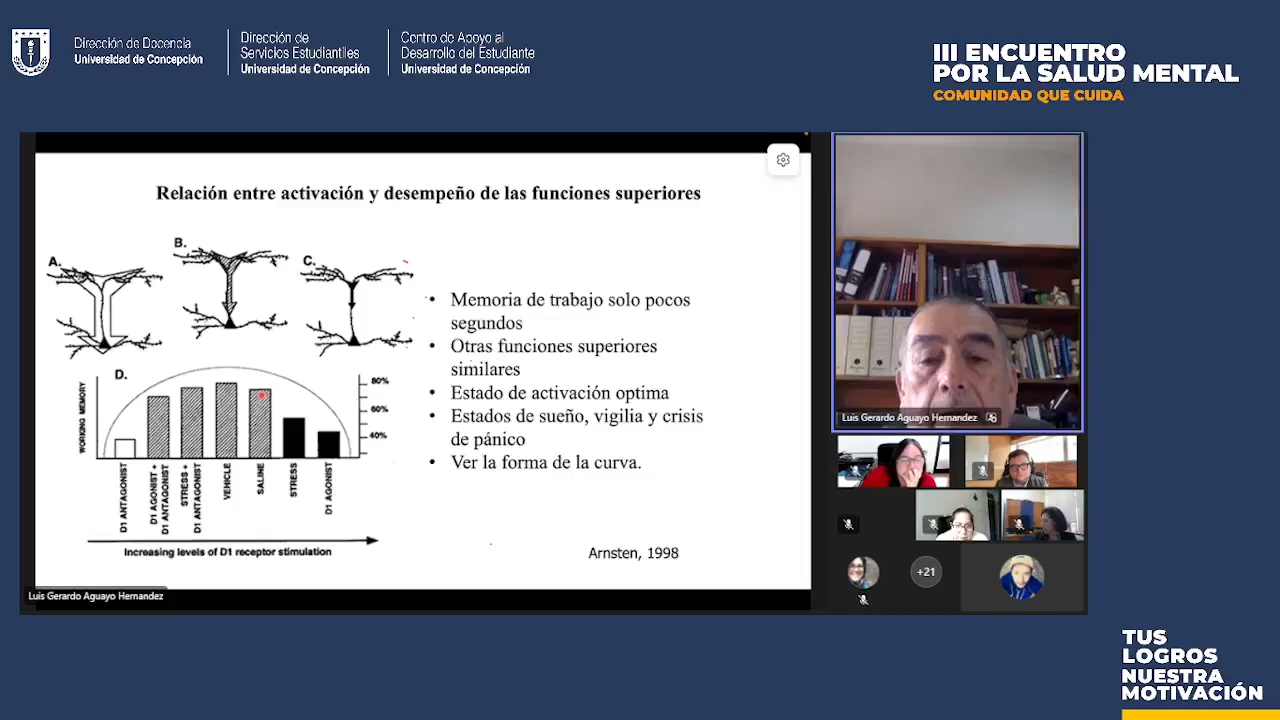 Dirección de Docencia
Universidad de Concepción
Dirección de
Servicios Estudiantiles
Universidad de Concepción
Centro de Apoyo al
Desarrollo del Estudiante
Universidad de Concepción
III ENCUENTRO
POR LA SALUD MENTAL
COMUNIDAD QUE CUIDA
Relación entre activación y desempeño de las funciones superiores
A.
B.
C.
D.
WORKING MEMORY
80%
60%
40%
D1 ANTAGONIST
D1 AGONIST +
D1 ANTAGONIST
STRESS +
D1 ANTAGONIST
VEHICLE
SALINE
STRESS
D1 AGONIST
Increasing levels of D1 receptor stimulation
• Memoria de trabajo solo pocos
segundos
• Otras funciones superiores
similares
• Estado de activación optima
• Estados de sueño, vigilia y crisis
de pánico
• Ver la forma de la curva.
Arnsten, 1998
Luis Gerardo Aguayo Hernandez
Luis Gerardo Aguayo Hernandez
+21
TUS
LOGROS
NUESTRA
MOTIVACIÓN